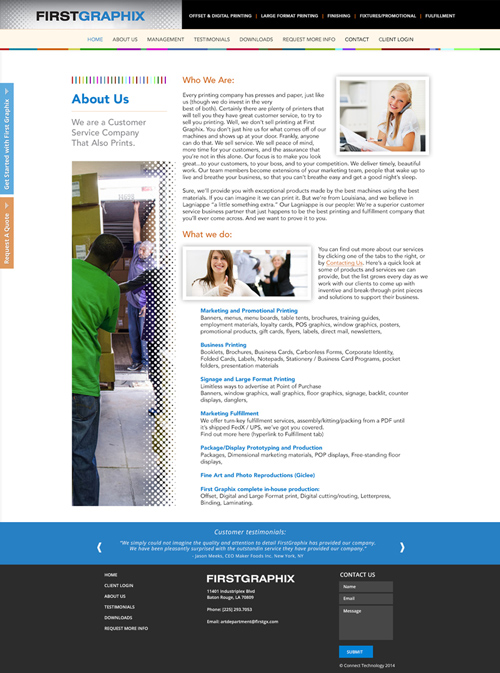 FIRSTGRAPHIX
OFFSET & DIGITAL PRINTING | LARGE FORMAT PRINTING | FINISHING | FIXTURES/PROMOTIONAL | FULFILLMENT
HOME ABOUT US MANAGEMENT TESTIMONIALS DOWNLOADS REQUEST MORE INFO CONTACT CLIENT LOGIN
Get Started with First Graphix
Request A Quote
About Us
We are a Customer
Service Company
That Also Prints.
Who We Are:
Every printing company has presses and paper, just like
us (though we do invest in the very
best of both). Certainly there are plenty of printers that
will tell you they have great customer service, to try to
sell you printing. Well, we don't sell printing at First
Graphix. You don't just hire us for what comes off of our
machines and shows up at your door. Frankly, anyone
can do that. We sell service. We sell peace of mind,
more time for your customers, and the assurance that
you're not in this alone. Our focus is to make you look
great...to your customers, to your boss, and to your competition. We deliver timely, beautiful
work. Our team members become extensions of your marketing team, people that wake up to
live and breathe your business, so that you can't breathe easy and get a good night's sleep.
Sure, we'll provide you with exceptional products made by the best machines using the best
materials. If you can imagine it we can print it. But we're from Louisiana, and we believe in
Lagniappe "a little something extra." Our Lagniappe is our people: We're a superior customer
service business partner that just happens to be the best printing and fulfillment company that
you'll ever come across. And we want to prove it to you.
What we do:
You can find out more about our services
by clicking one of the tabs to the right, or
by Contacting Us. Here's a quick look at
some of products and services we can
provide, but the list grows every day as we
work with our clients to come up with
inventive and break-through print pieces
and solutions to support their business.
Marketing and Promotional Printing
Banners, menus, menu boards, table tents, brochures, training guides,
employment materials, loyalty cards, POS graphics, window graphics, posters,
promotional products, gift cards, flyers, labels, direct mail, newsletters,
Business Printing
Booklets, Brochures, Business Cards, Carbonless Forms, Corporate Identity,
Folded Cards, Labels, Notepads, Stationery / Business Card Programs, pocket
folders, presentation materials
Signage and Large Format Printing
Limitless ways to advertise at Point of Purchase
Banners, window graphics, wall graphics, floor graphics, signage, backlit, counter
displays, danglers,
Marketing Fulfillment
We offer turn-key fulfillment services, assembly/kitting/packing from a PDF until
it's shipped FedX / UPS, we've got you covered.
Find out more here (hyperlink to Fulfillment tab)
Package/Display Prototyping and Production
Packages, Dimensional marketing materials, POP displays, Free-standing floor
displays,
Fine Art and Photo Reproductions (Giclee)
First Graphix complete in-house production:
Offset, Digital and Large Format print, Digital cutting/routing, Letterpress,
Binding, Laminating.
Customer testimonials:
"We simply could not imagine the quality and attention to detail FirstGraphix has provided our company.
We have been pleasantly surprised with the outstandin service they have provided our company."
- Jason Meeks, CEO Maker Foods Inc. New York, NY
HOME
CLIENT LOGIN
ABOUT US
TESTIMONIALS
DOWNLOADS
REQUEST MORE INFO
FIRSTGRAPHIX
11401 Industriplex Blvd
Baton Rouge, LA 70809
Phone: (225) 293.7053
Email: artdepartment@firstgx.com
CONTACT US
Name
Email
Message
SUBMIT
© Connect Technology 2014